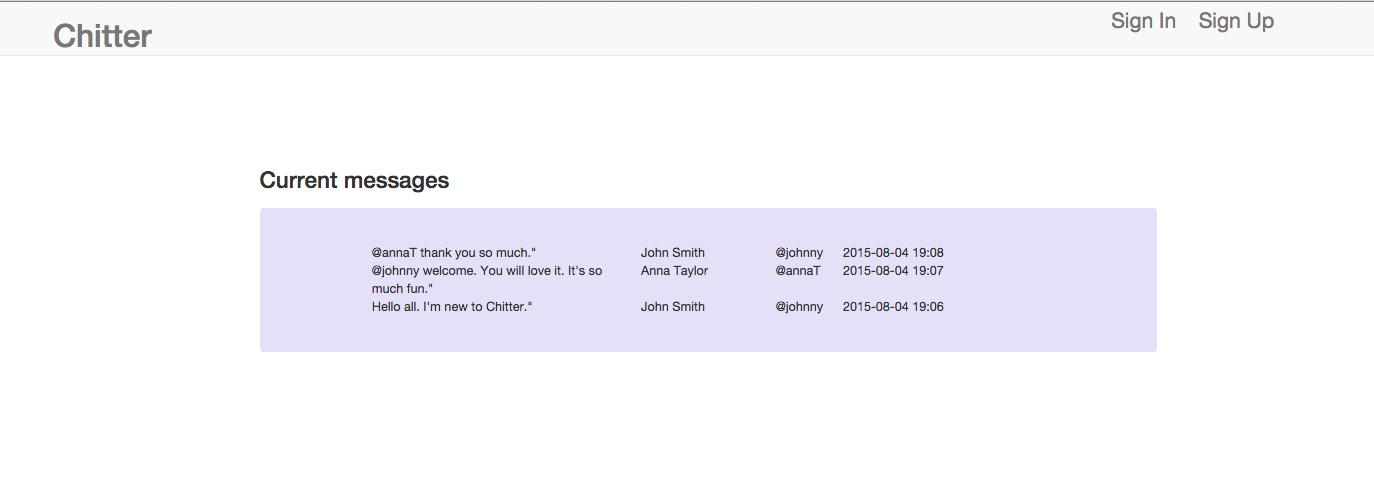 Chitter
Sign In Sign Up
Current messages
@annaT thank you so much." John Smith @johnny 2015-08-04 19:08
@johnny welcome. You will love it. It's so Anna Taylor @annaT 2015-08-04 19:07
much fun."
Hello all. I'm new to Chitter." John Smith @johnny 2015-08-04 19:06